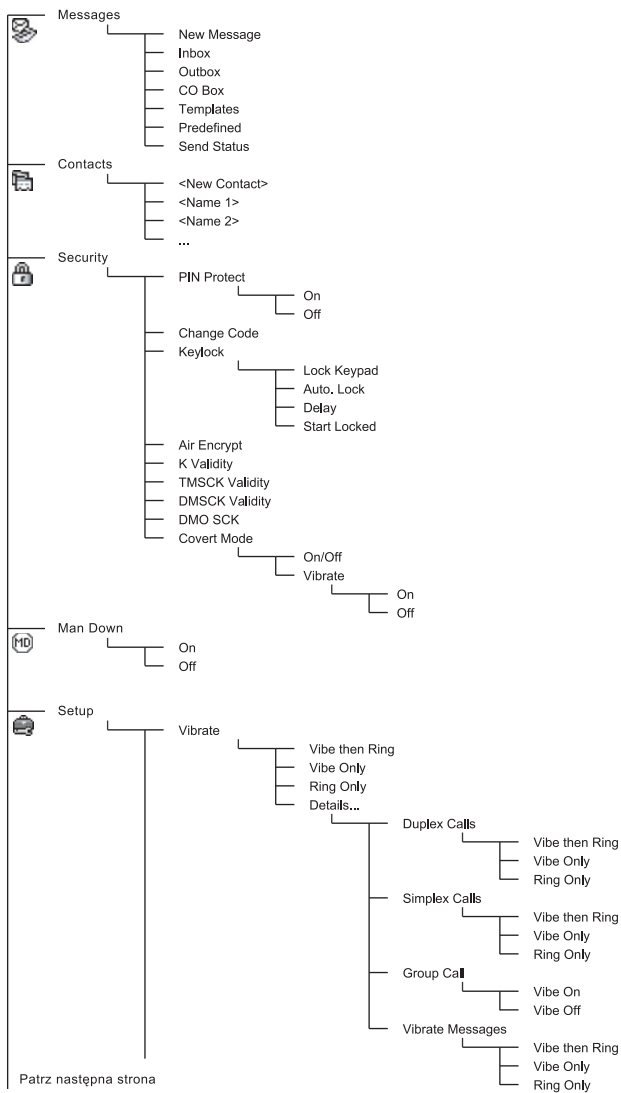 Messages
New Message
Inbox
Outbox
CO Box
Templates
Predefined
Send Status
Contacts
<New Contact>
<Name 1>
<Name 2>
...
Security
PIN Protect
On
Off
Change Code
Keylock
Lock Keypad
Auto. Lock
Delay
Start Locked
Air Encrypt
K Validity
TMSCK Validity
DMSCK Validity
DMO SCK
Covert Mode
On/Off
Vibrate
On
Off
Man Down
MD
On
Off
Setup
Vibrate
Vibe then Ring
Vibe Only
Ring Only
Details...
Duplex Calls
Vibe then Ring
Vibe Only
Ring Only
Simplex Calls
Vibe then Ring
Vibe Only
Ring Only
Group Call
Vibe On
Vibe Off
Vibrate Messages
Vibe then Ring
Vibe Only
Ring Only
Patrz następna strona